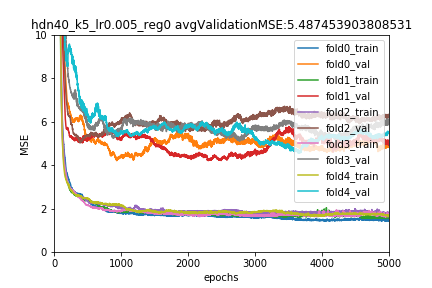 hdn40_k5_lr0.005_reg0 avgValidationMSE:5.487453903808531
10
8
6
4
2
0
MSE
0 1000 2000 3000 4000 5000
epochs
fold0_train
fold0_val
fold1_train
fold1_val
fold2_train
fold2_val
fold3_train
fold3_val
fold4_train
fold4_val